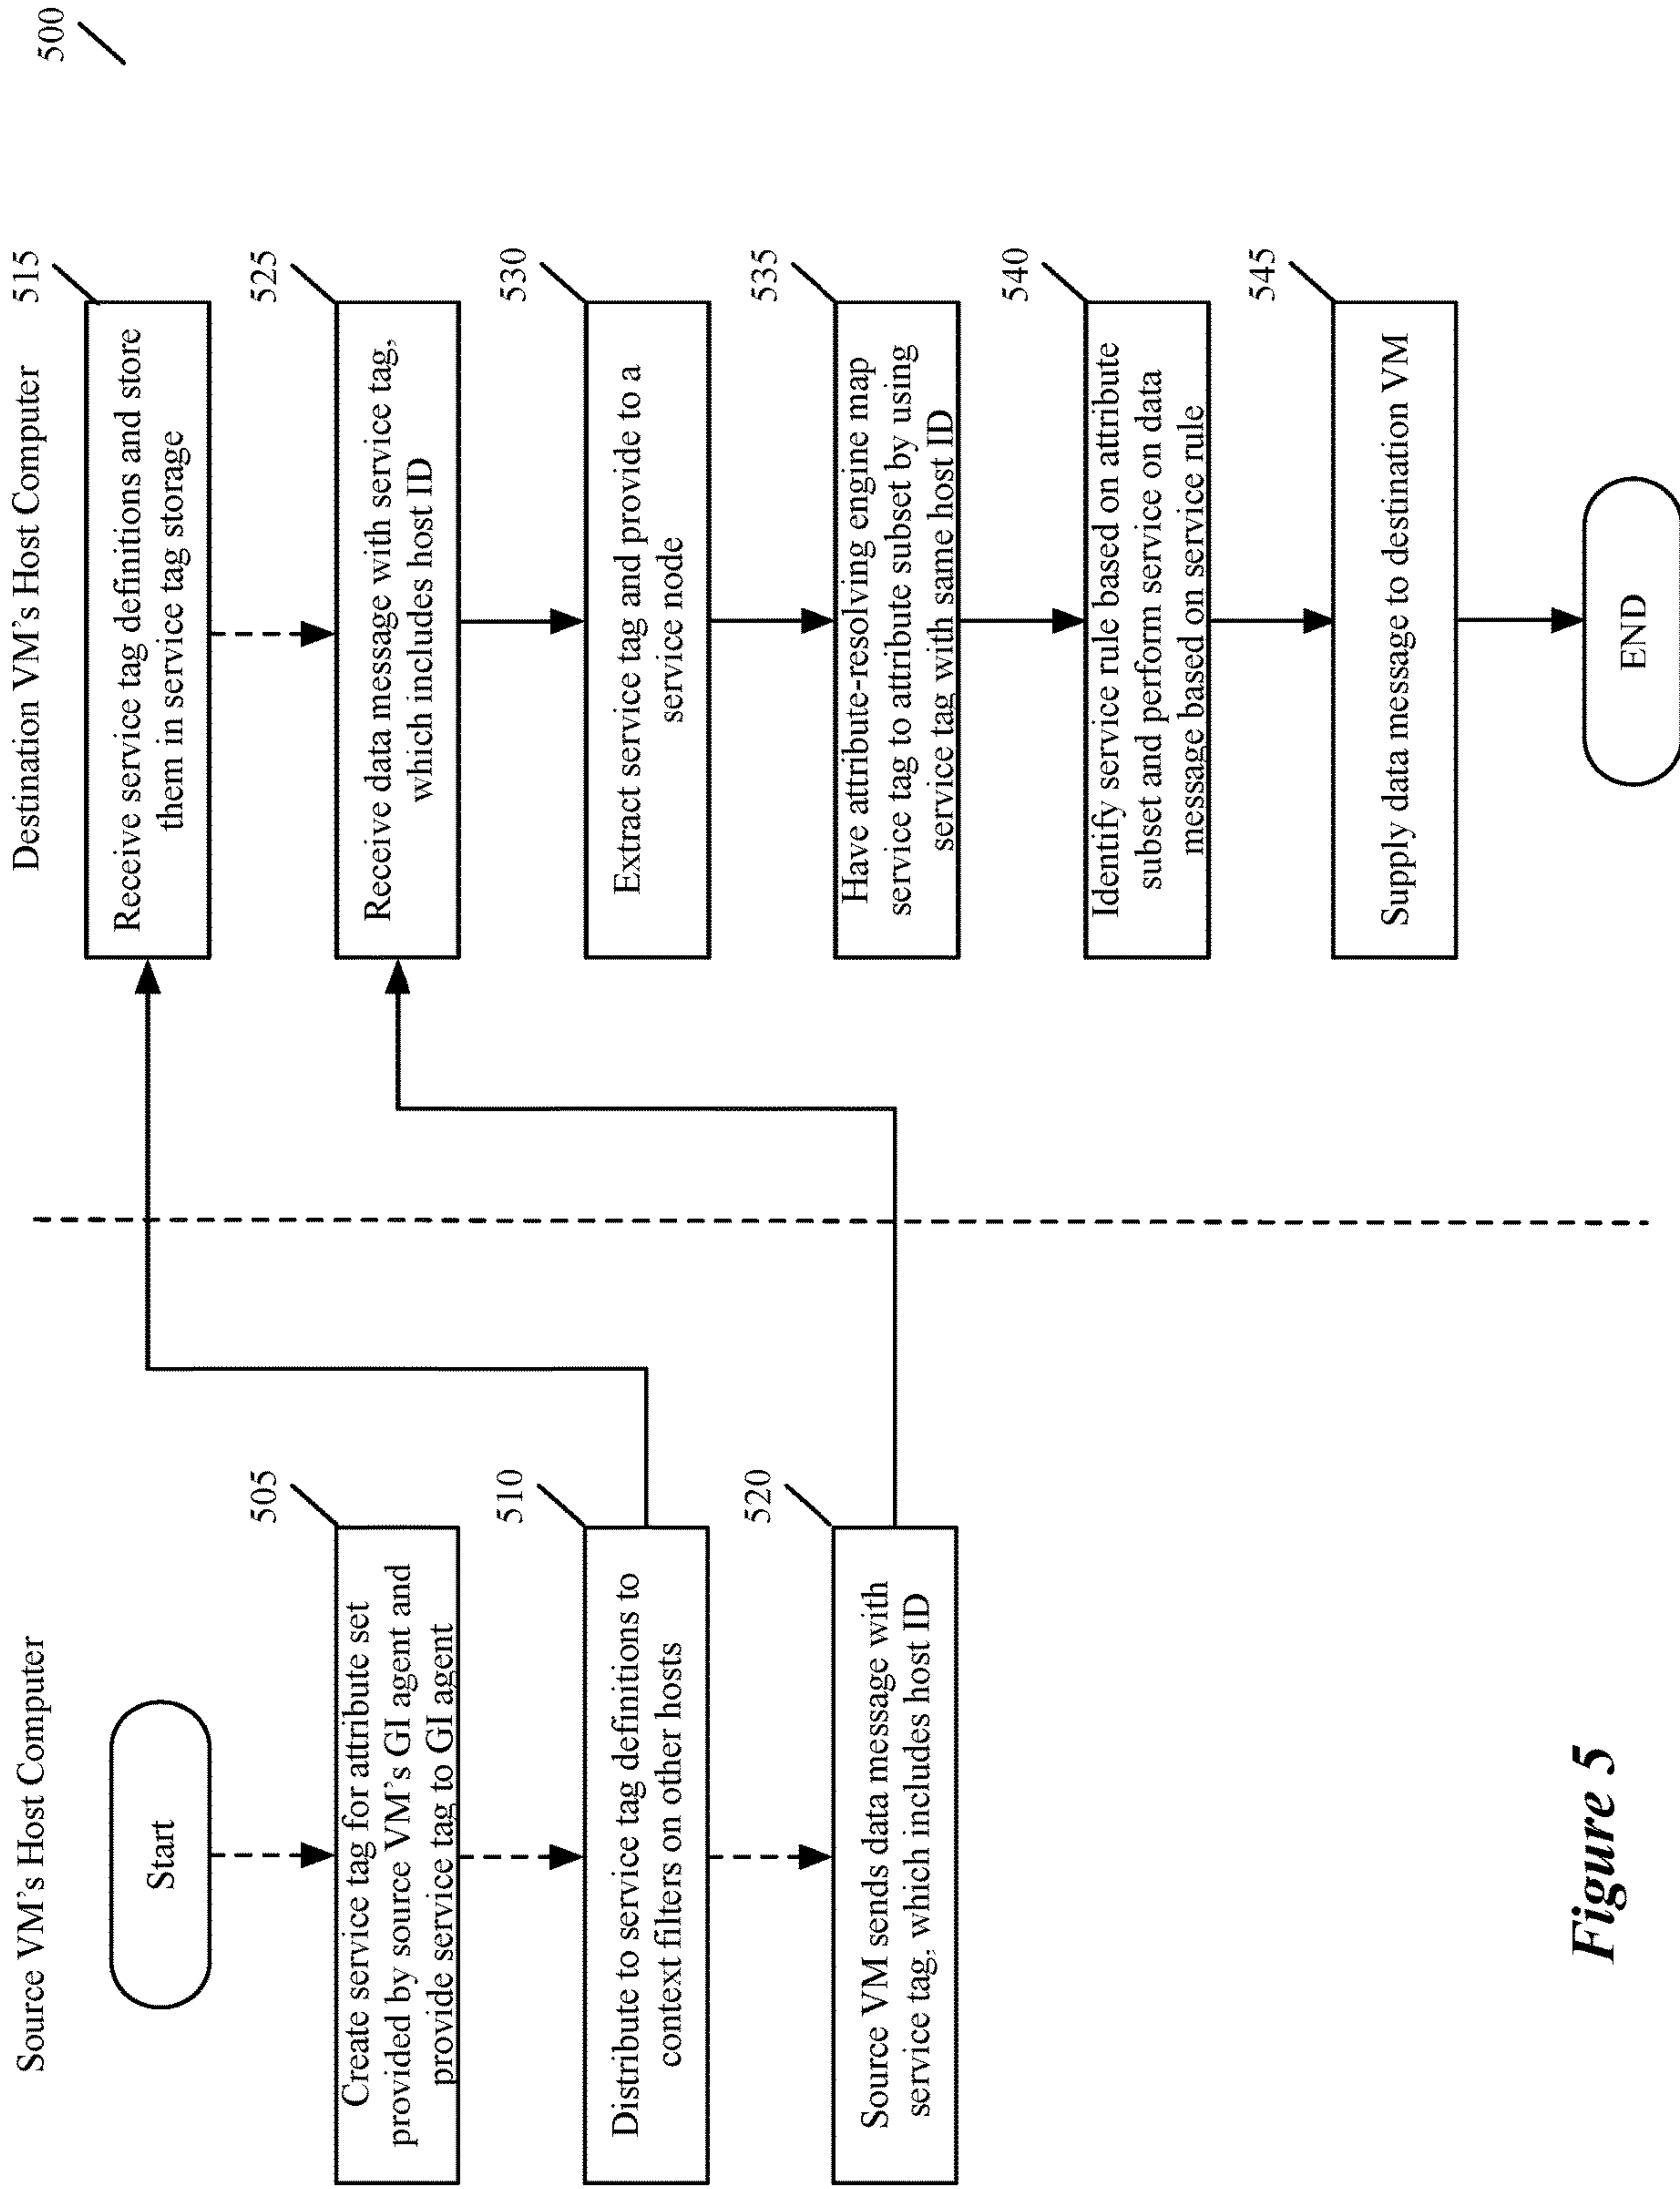 500
Source VM's Host Computer
Start
505
Create service tag for attribute set
provided by source VM's GI agent and
provide service tag to GI agent
510
Distribute to service tag definitions to
context filters on other hosts
520
Source VM sends data message with
service tag, which includes host ID
Destination VM's Host Computer
515
Receive service tag definitions and store
them in service tag storage
525
Receive data message with service tag,
which includes host ID
530
Extract service tag and provide to a
service node
535
Have attribute-resolving engine map
service tag to attribute subset by using
service tag with same host ID
540
Identify service rule based on attribute
subset and perform service on data
message based on service rule
545
Supply data message to destination VM
END
Figure 5